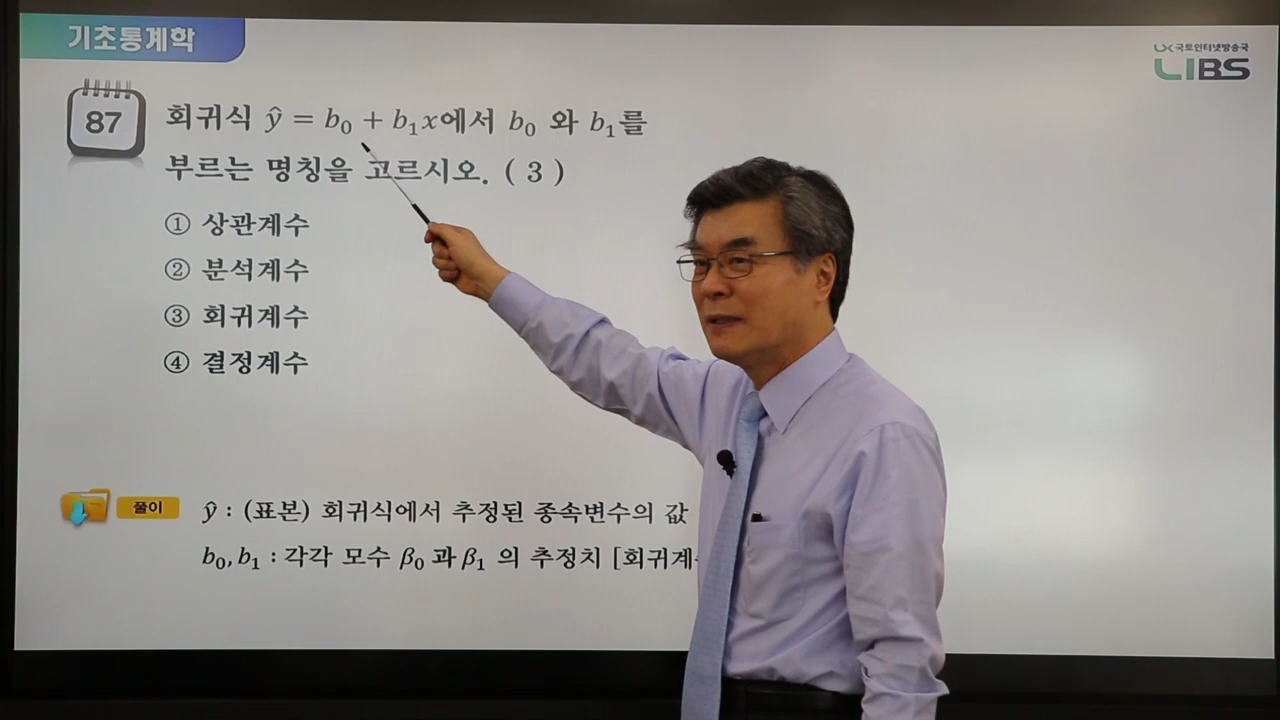 기초통계학
LX국토인터넷방송국
LIBS
87
회귀식 ŷ = b₀ + b₁x에서 b₀ 와 b₁를
부르는 명칭을 고르시오. ( 3 )
① 상관계수
② 분석계수
③ 회귀계수
④ 결정계수
풀이
ŷ : (표본) 회귀식에서 추정된 종속변수의 값
b₀, b₁ : 각각 모수 β₀ 과 β₁ 의 추정치 [회귀계